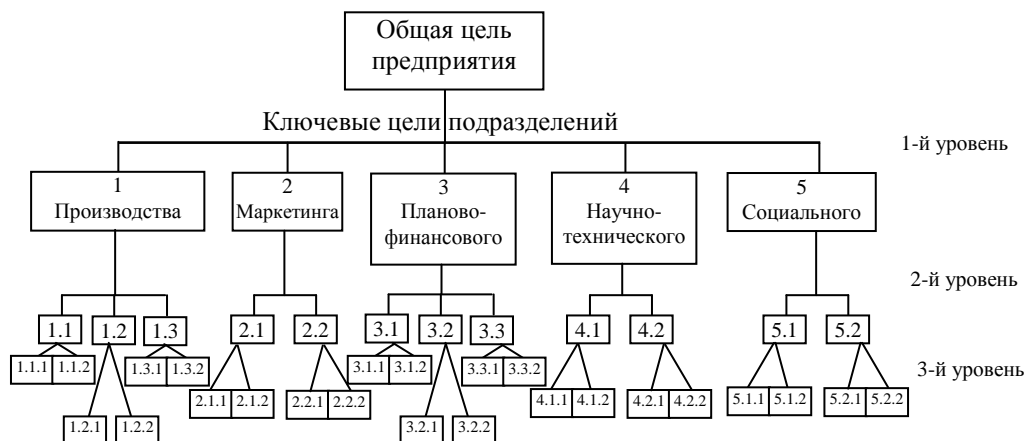 Общая цель
предприятия
Ключевые цели подразделений
1-й уровень
1
Производства
2
Маркетинга
3
Планово-
финансового
4
Научно-
технического
5
Социального
2-й уровень
1.1 1.2 1.3 2.1 2.2 3.1 3.2 3.3 4.1 4.2 5.1 5.2
3-й уровень
1.1.1 1.1.2 1.3.1 1.3.2 3.1.1 3.1.2 3.3.1 3.3.2
2.1.1 2.1.2 2.2.1 2.2.2 4.1.1 4.1.2 4.2.1 4.2.2 5.1.1 5.1.2 5.2.1 5.2.2
1.2.1 1.2.2 3.2.1 3.2.2